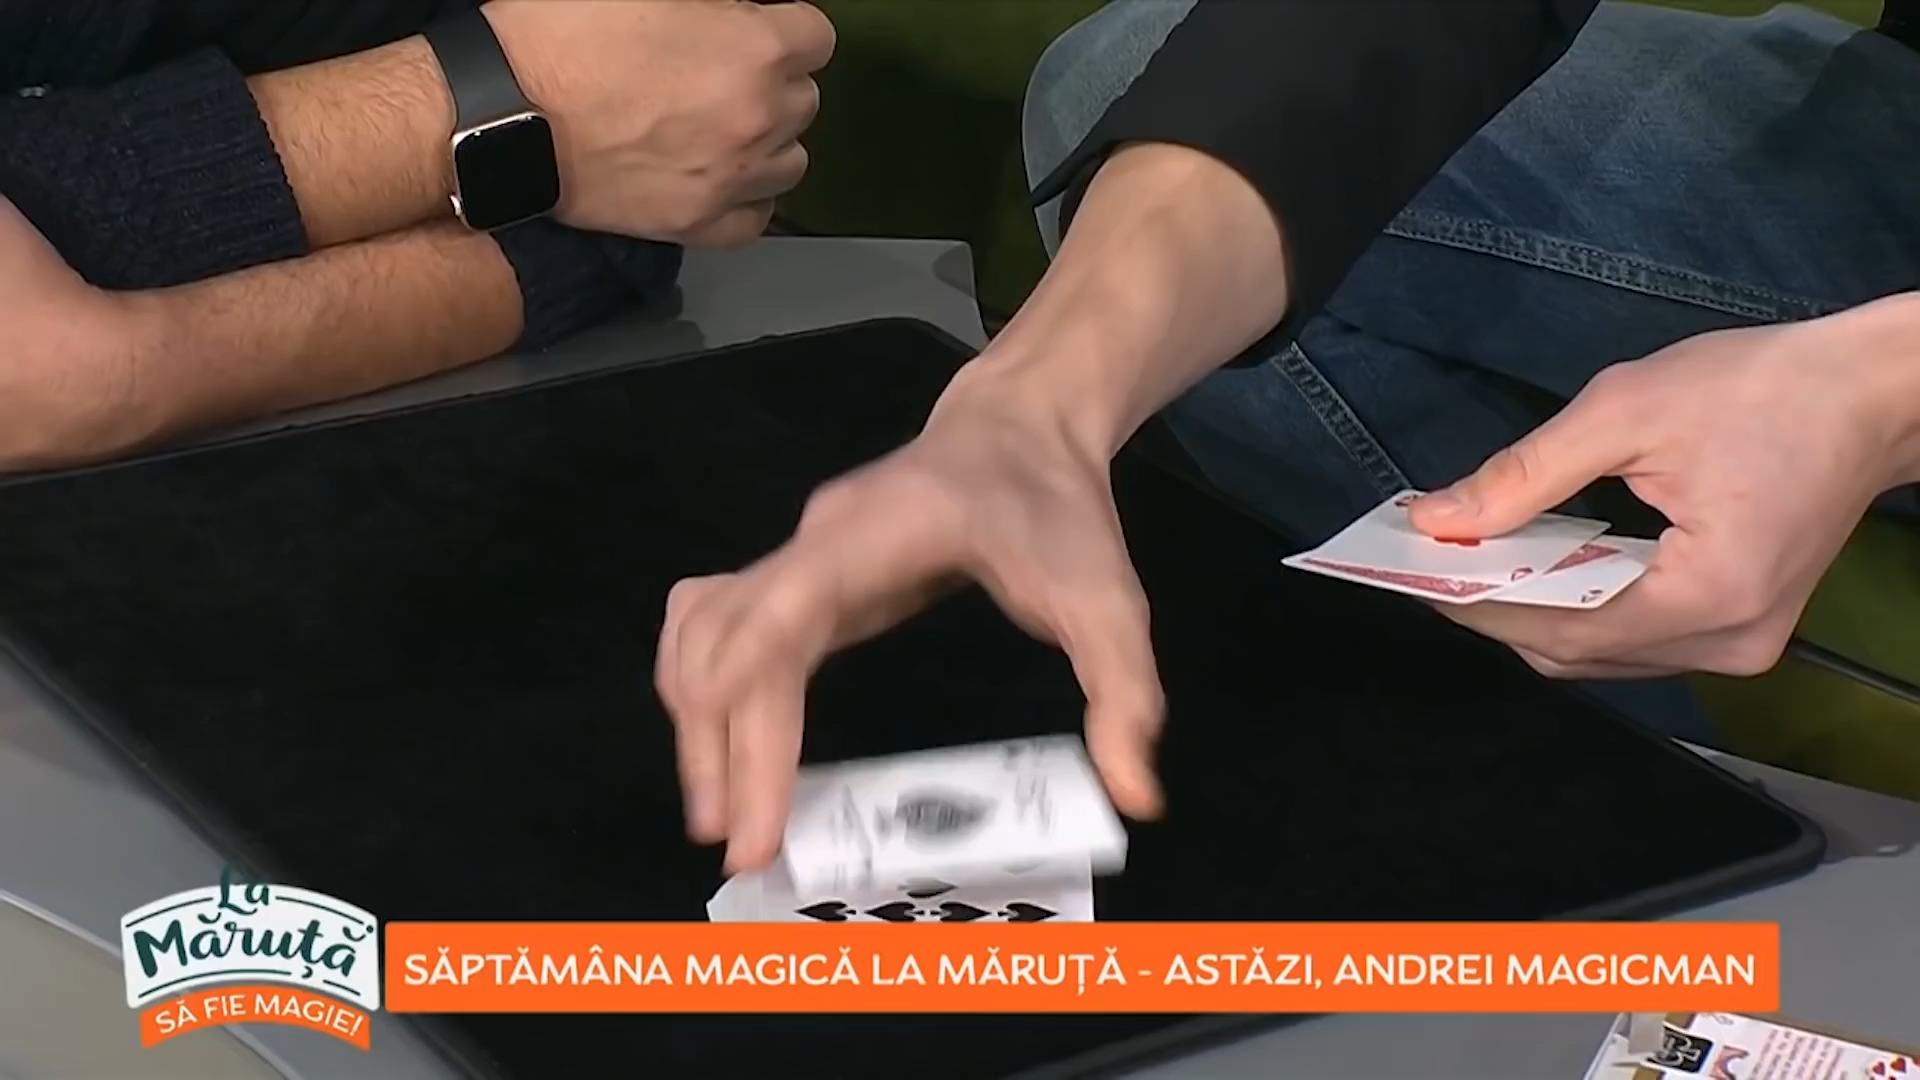 La
Măruță
SĂ FIE MAGIE!
SĂPTĂMÂNA MAGICĂ LA MĂRUȚĂ - ASTĂZI, ANDREI MAGICMAN